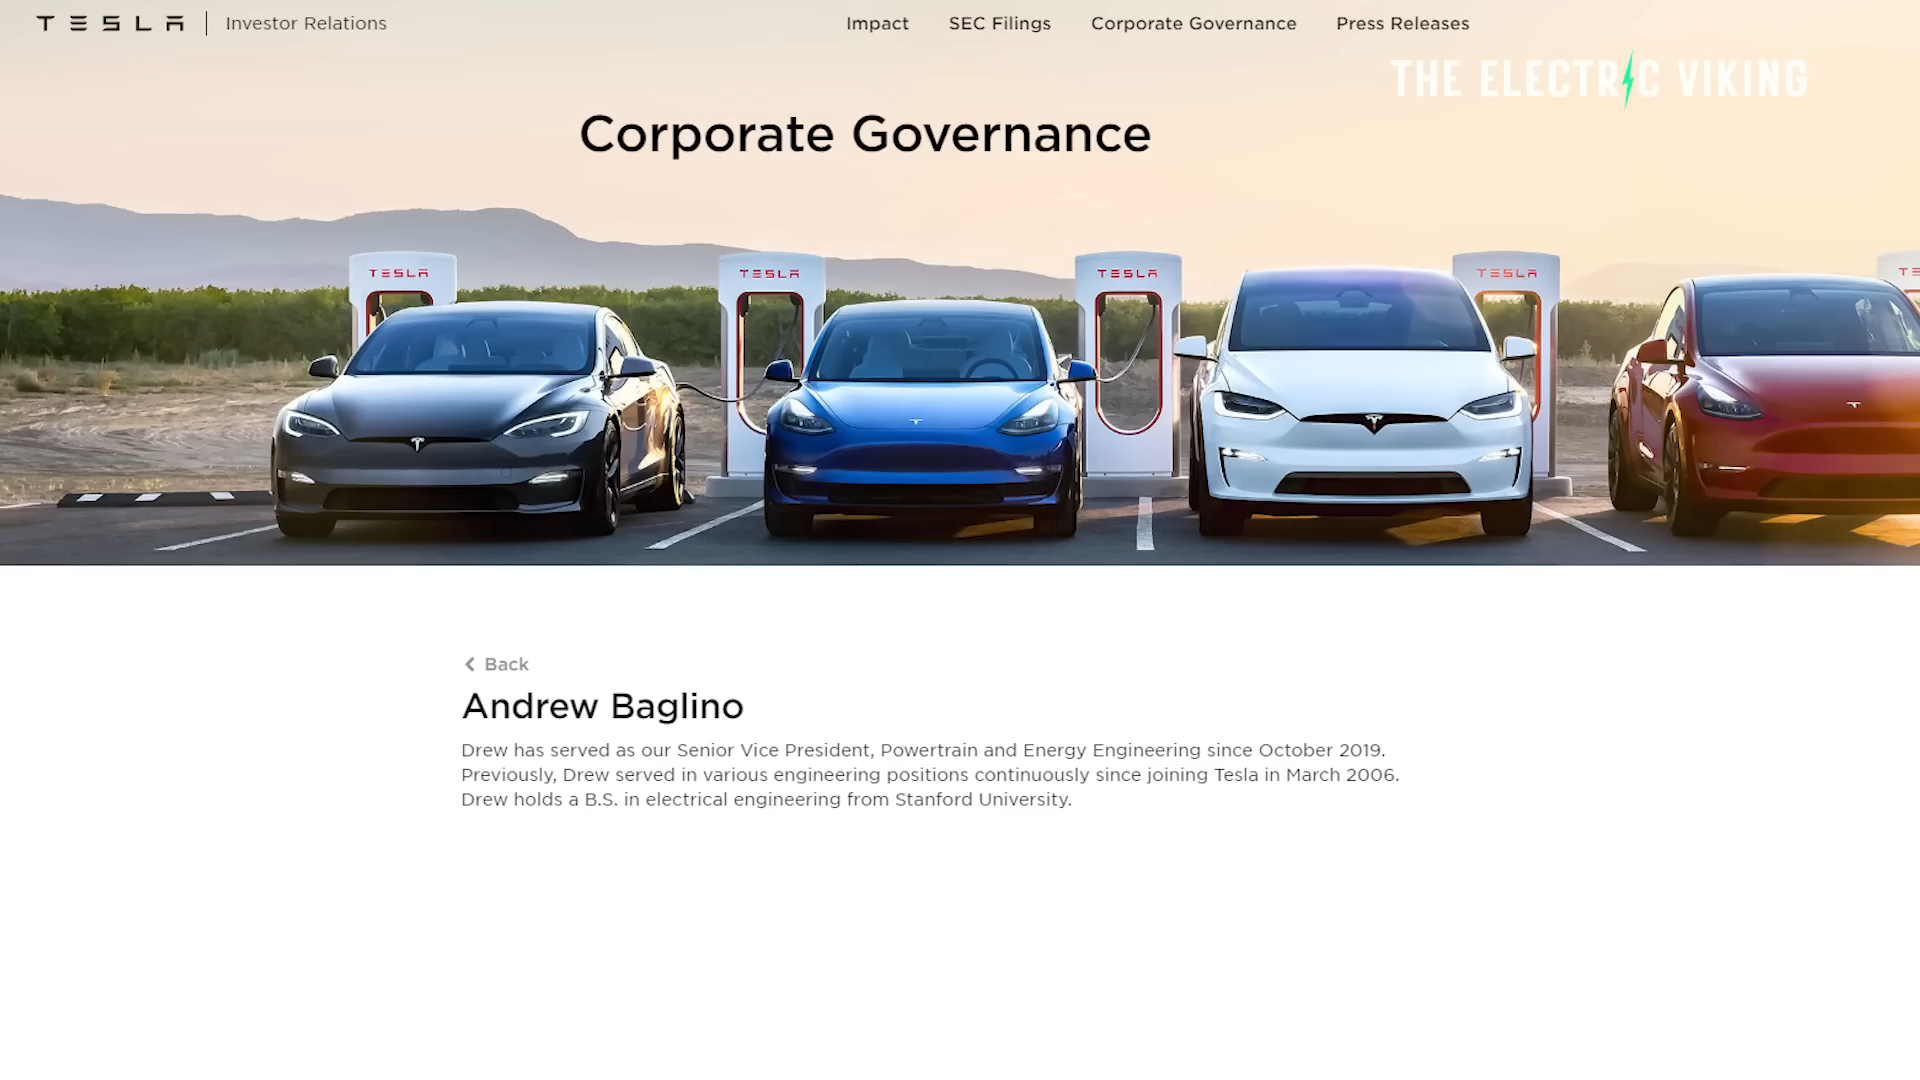 TESLA | Investor Relations
Impact
SEC Filings
Corporate Governance
Press Releases
THE ELECTRIC VIKING
Corporate Governance
TESLA
TESLA
TESLA
TESLA
TES
Back
Andrew Baglino
Drew has served as our Senior Vice President, Powertrain and Energy Engineering since October 2019.
Previously, Drew served in various engineering positions continuously since joining Tesla in March 2006.
Drew holds a B.S. in electrical engineering from Stanford University.